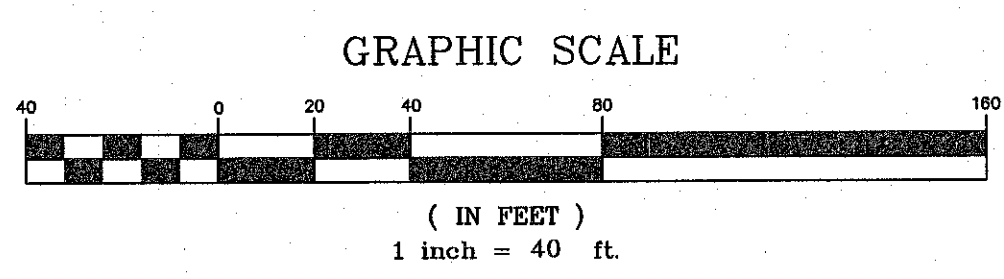 GRAPHIC SCALE
40 0 20 40 80 160
( IN FEET )
1 inch = 40 ft.